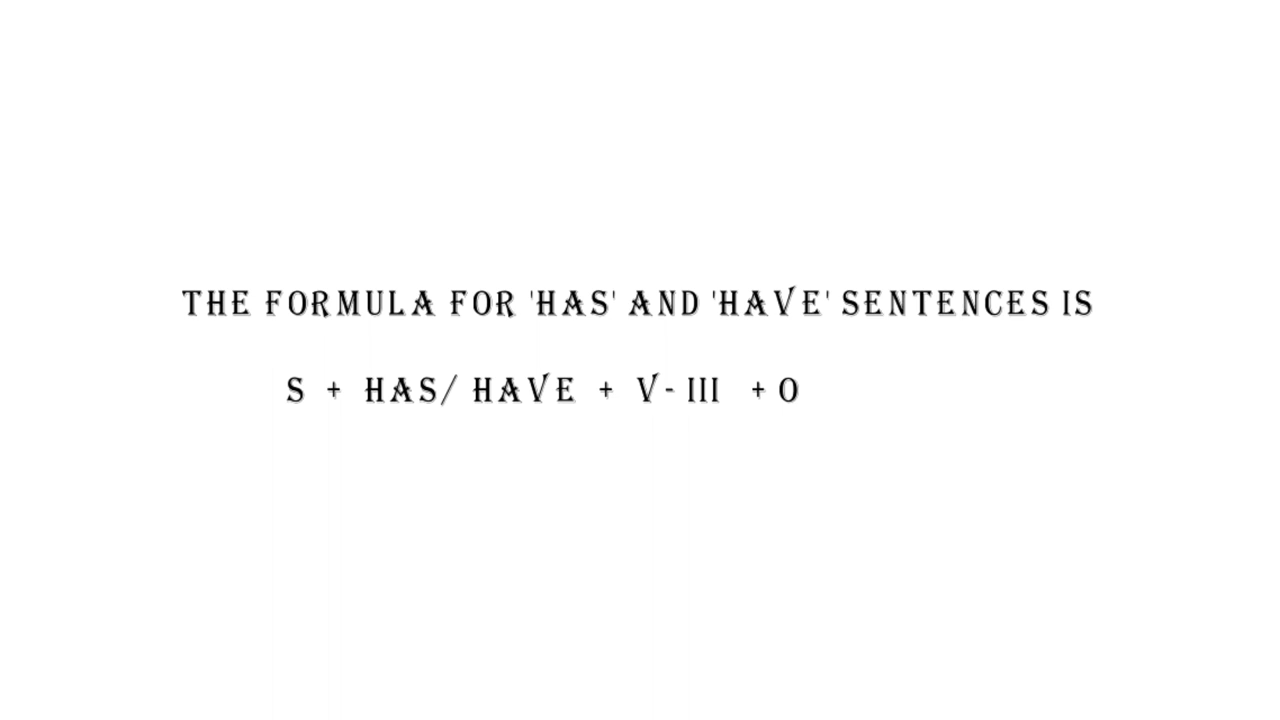 THE FORMULA FOR 'HAS' AND 'HAVE' SENTENCES IS
S + HAS/ HAVE + V- III + O